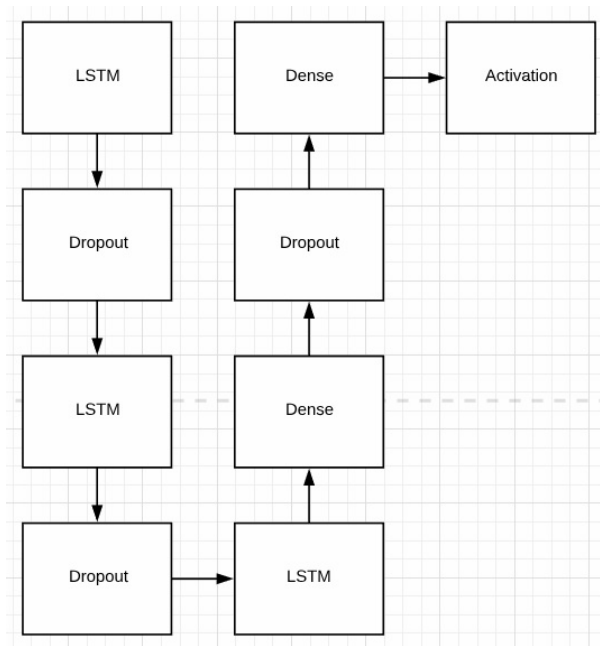 LSTM
Dropout
LSTM
Dropout
LSTM
Dense
Dropout
Dense
Activation